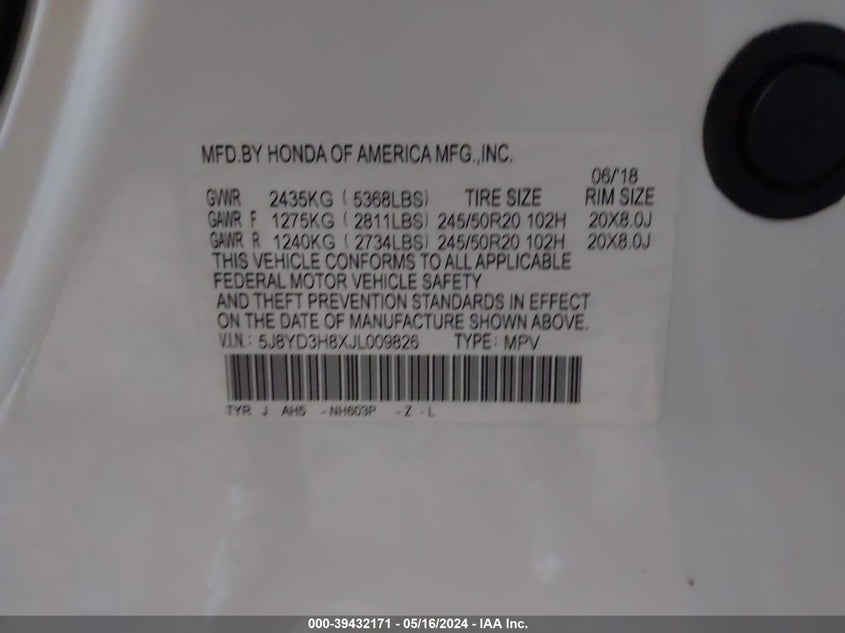 MFD.BY HONDA OF AMERICA MFG.,INC.
06/'18
GVWR 2435KG ( 5368LBS) TIRE SIZE RIM SIZE
GAWR F 1275KG ( 2811LBS) 245/50R20 102H 20X8.0J
GAWR R 1240KG ( 2734LBS) 245/50R20 102H 20X8.0J
THIS VEHICLE CONFORMS TO ALL APPLICABLE
FEDERAL MOTOR VEHICLE SAFETY
AND THEFT PREVENTION STANDARDS IN EFFECT
ON THE DATE OF MANUFACTURE SHOWN ABOVE.
V.I.N.: 5J8YD3H8XJL009826 TYPE: MPV
TYR J AH5 -NH603P -Z -L
000-39432171 - 05/16/2024 - IAA Inc.